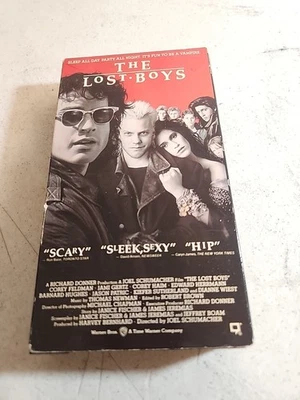 SLEEP ALL DAY. PARTY ALL NIGHT. IT'S FUN TO BE A VAMPIRE.
THE
LOST·BOYS
"SCARY" "SLEEK, SEXY" "HIP"
A RICHARD DONNER Production
A JOEL SCHUMACHER Film "THE LOST BOYS"
COREY FELDMAN JAMI GERTZ COREY HAIM EDWARD HERRMANN
BARNARD HUGHES JASON PATRIC KIEFER SUTHERLAND and DIANNE WIEST
Music by THOMAS NEWMAN Edited by ROBERT BROWN
Director of Photography MICHAEL CHAPMAN Executive Producer RICHARD DONNER
Story by JANICE FISCHER & JAMES JEREMIAS
Screenplay by JANICE FISCHER & JAMES JEREMIAS and JEFFREY BOAM
Produced by HARVEY BERNHARD Directed by JOEL SCHUMACHER
Warner Bros. A Time Warner Company